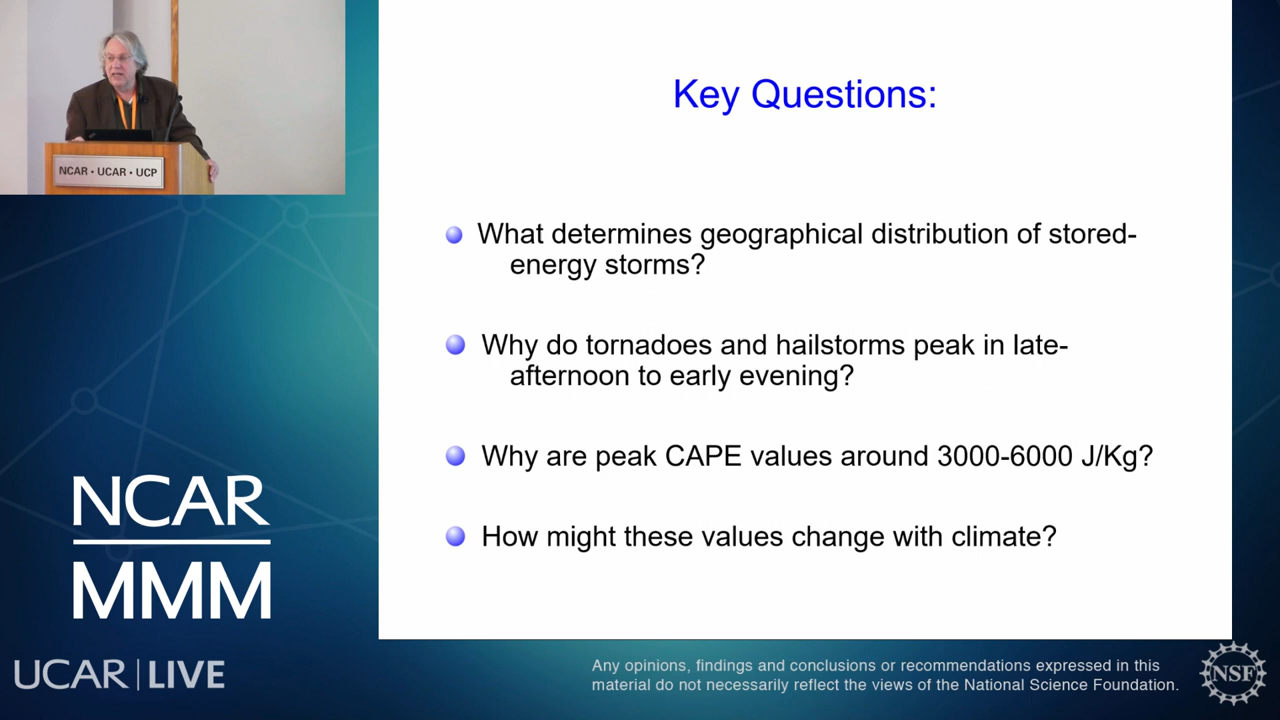 NCAR • UCAR • UCP
Key Questions:
What determines geographical distribution of stored-
energy storms?
Why do tornadoes and hailstorms peak in late-
afternoon to early evening?
Why are peak CAPE values around 3000-6000 J/Kg?
How might these values change with climate?
NCAR
MMM
UCAR | LIVE
Any opinions, findings and conclusions or recommendations expressed in this
material do not necessarily reflect the views of the National Science Foundation.
NSF